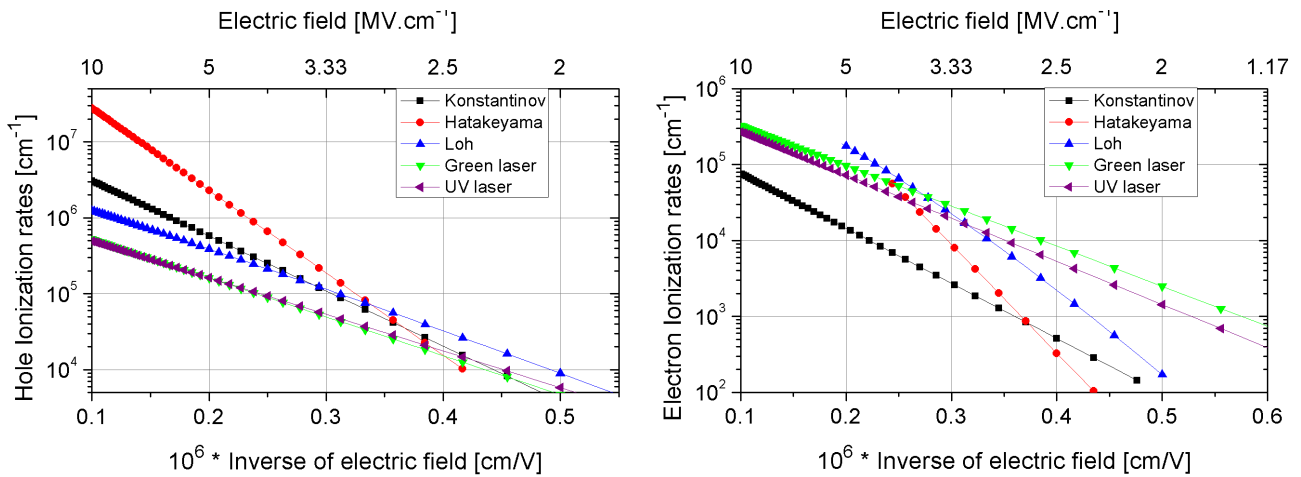 Electric field [MV.cm⁻¹]
10 5 3.33 2.5 2
Hole Ionization rates [cm⁻¹]
10⁷
10⁶
10⁵
10⁴
Konstantinov
Hatakeyama
Loh
Green laser
UV laser
0.1 0.2 0.3 0.4 0.5
10⁶ * Inverse of electric field [cm/V]
Electric field [MV.cm⁻¹]
10 5 3.33 2.5 2 1.17
Electron Ionization rates [cm⁻¹]
10⁶
10⁵
10⁴
10³
10²
Konstantinov
Hatakeyama
Loh
Green laser
UV laser
0.1 0.2 0.3 0.4 0.5 0.6
10⁶ * Inverse of electric field [cm/V]